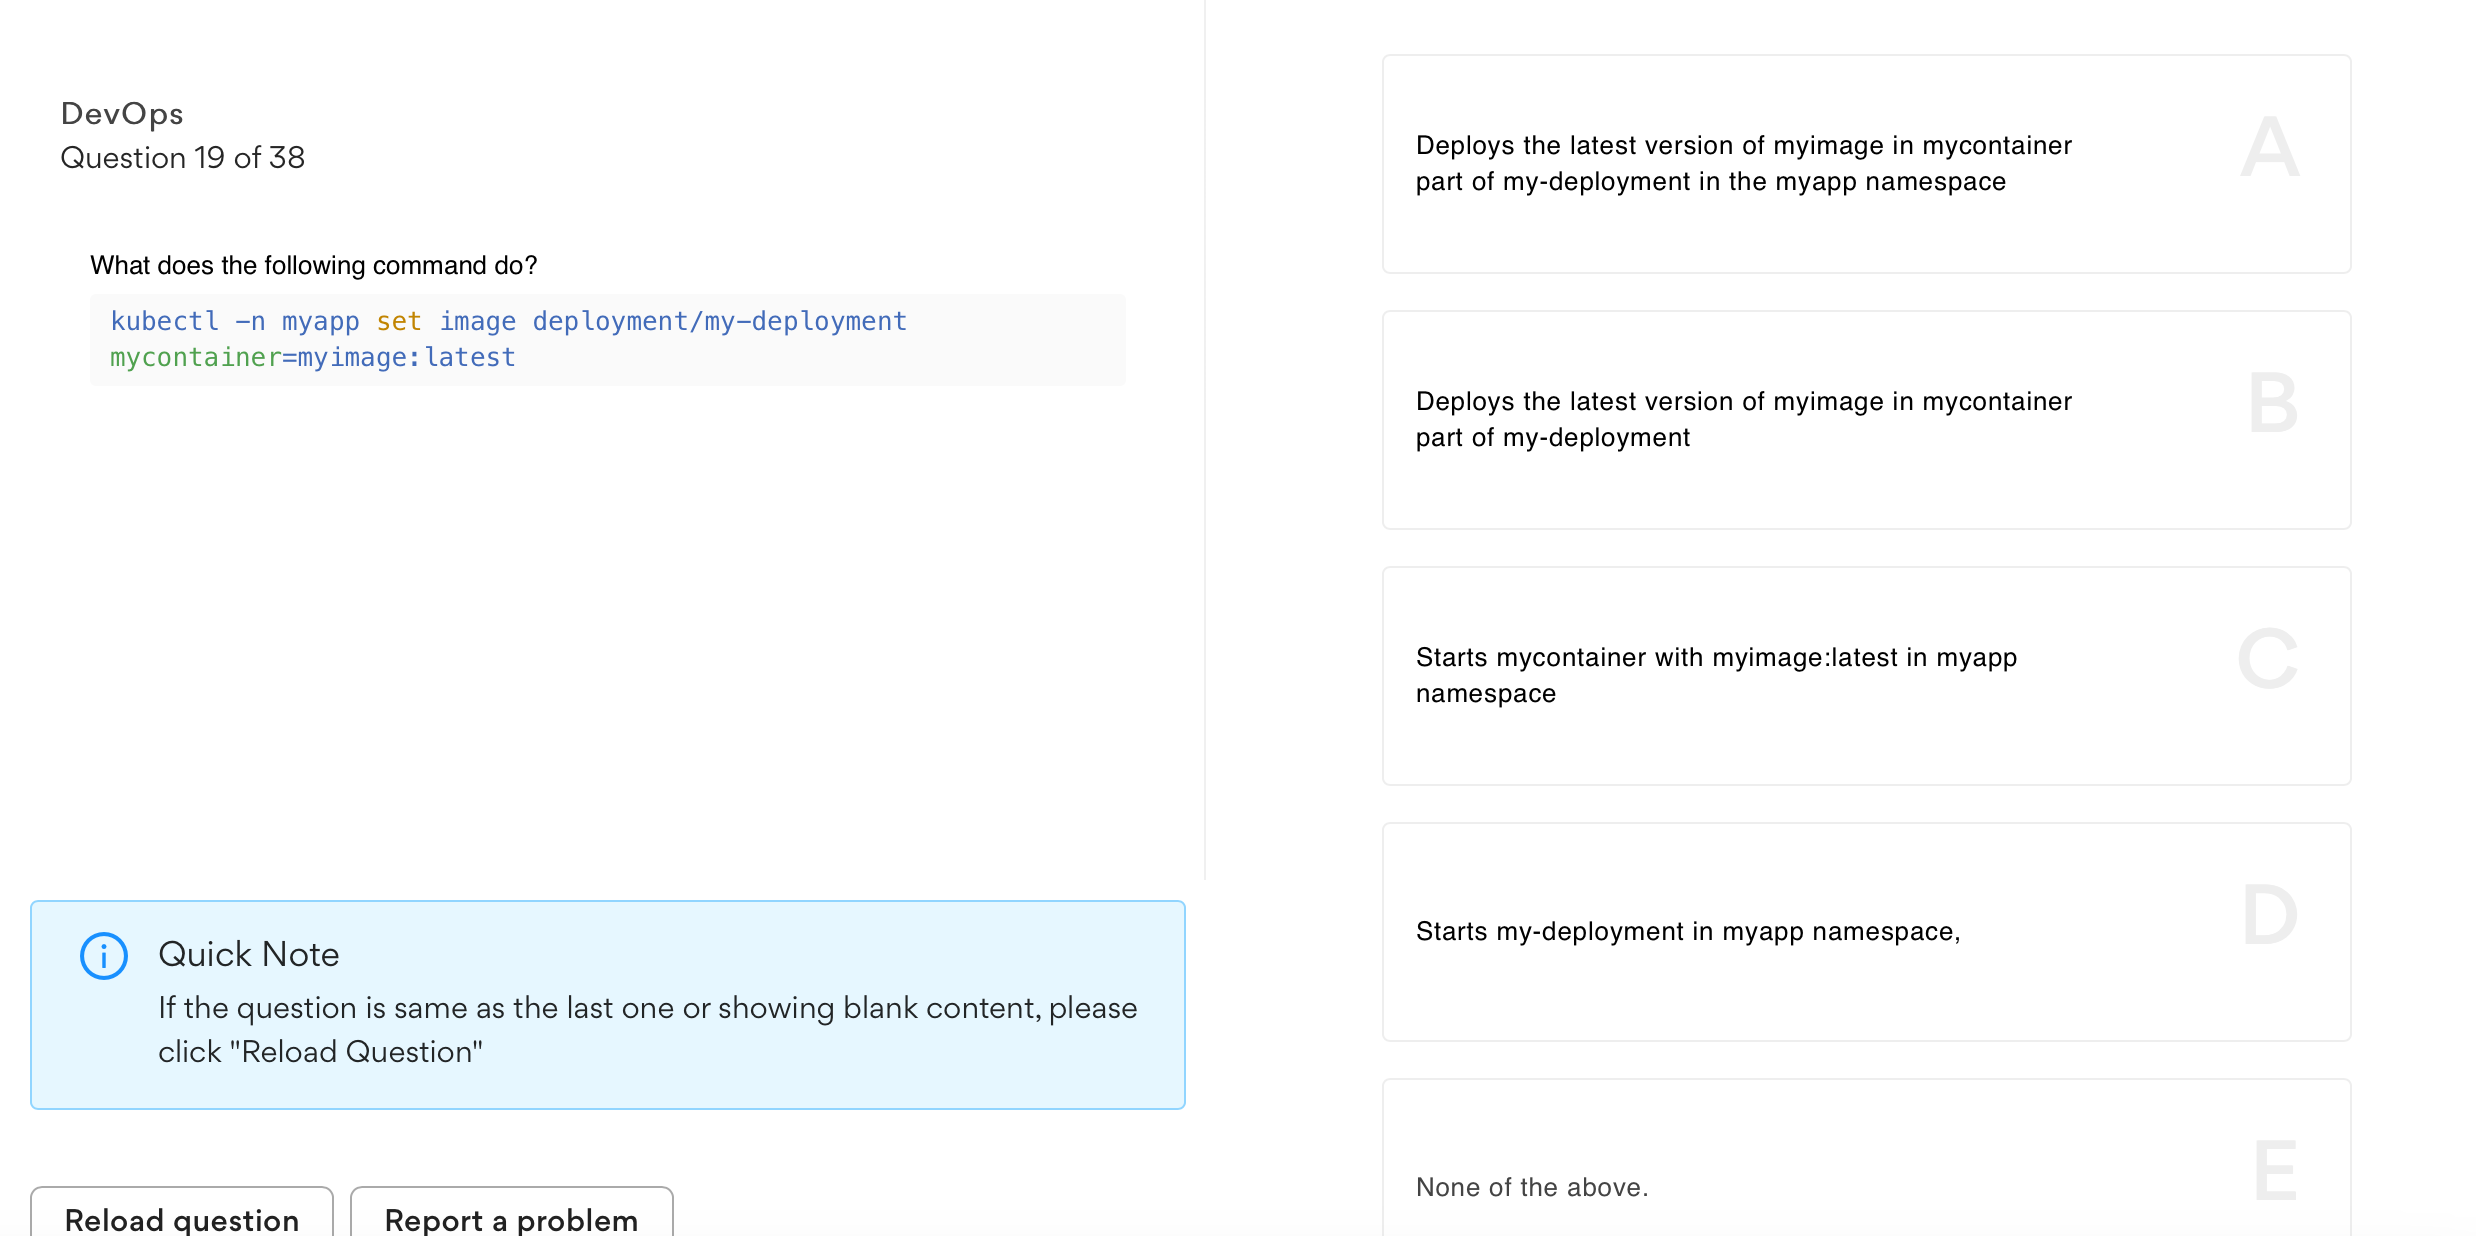 DevOps
Question 19 of 38
What does the following command do?
kubectl -n myapp set image deployment/my-deployment
mycontainer=myimage:latest
Quick Note
If the question is same as the last one or showing blank content, please
click "Reload Question"
Reload question
Report a problem
Deploys the latest version of myimage in mycontainer
part of my-deployment in the myapp namespace
A
Deploys the latest version of myimage in mycontainer
part of my-deployment
B
Starts mycontainer with myimage:latest in myapp
namespace
C
Starts my-deployment in myapp namespace,
D
None of the above.
E